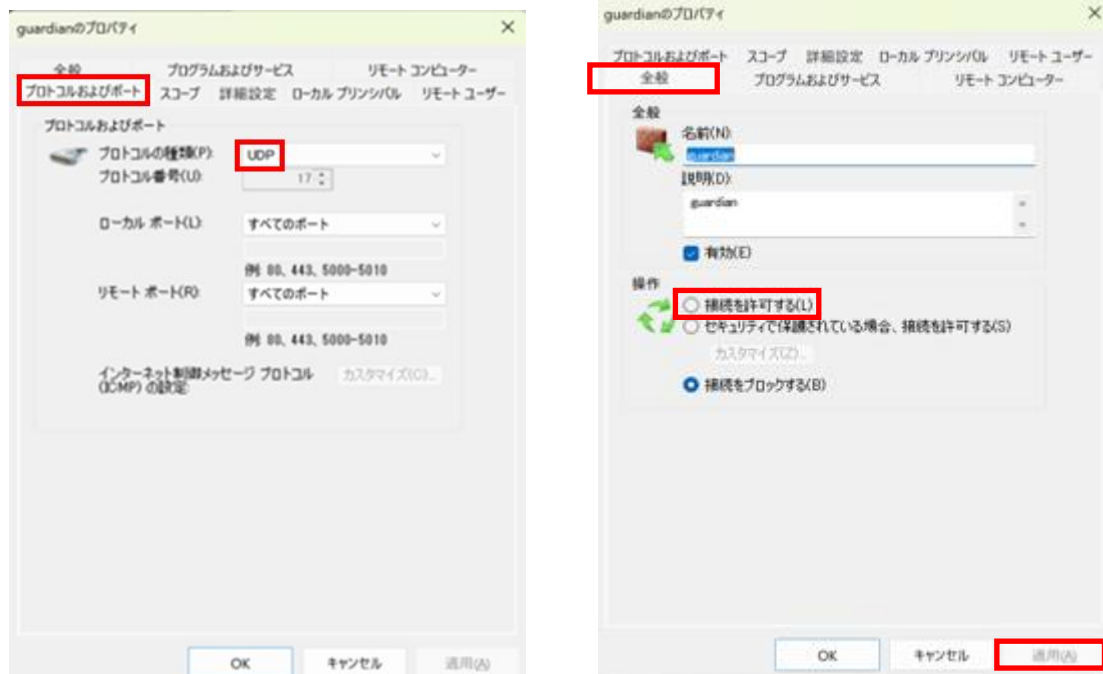 guardianのプロパティ
全般 プログラムおよびサービス リモート コンピューター
プロトコルおよびポート スコープ 詳細設定 ローカル プリンシパル リモート ユーザー
プロトコルおよびポート
プロトコルの種類(P): UDP
プロトコル番号(U): 17
ローカル ポート(L): すべてのポート
例: 80、443、5000-5010
リモート ポート(R): すべてのポート
例: 80、443、5000-5010
インターネット制御メッセージ プロトコル カスタマイズ(C)...
(ICMP) の設定:
OK キャンセル 適用(A)
guardianのプロパティ
プロトコルおよびポート スコープ 詳細設定 ローカル プリンシパル リモート ユーザー
全般 プログラムおよびサービス リモート コンピューター
全般
名前(N):
guardian
説明(D):
guardian
有効(E)
操作
接続を許可する(L)
セキュリティで保護されている場合、接続を許可する(S)
カスタマイズ(Z)...
接続をブロックする(B)
OK キャンセル 適用(A)